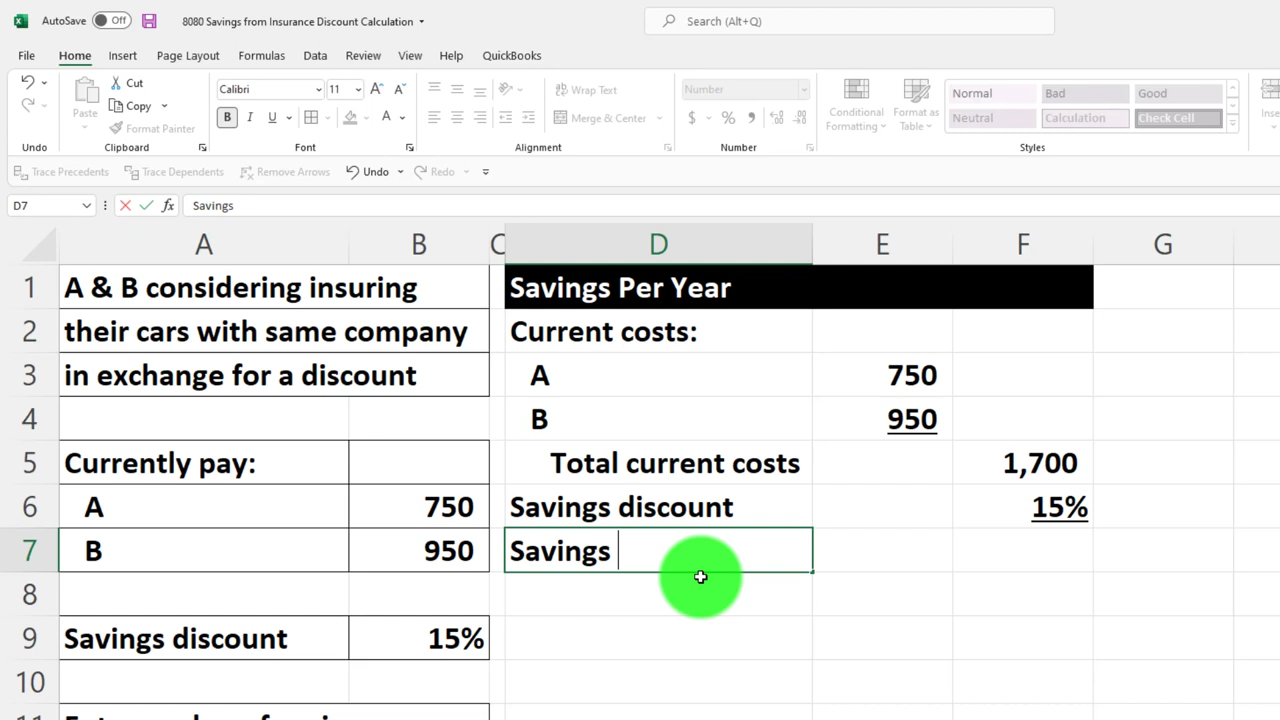 AutoSave Off 8080 Savings from Insurance Discount Calculation Search (Alt+Q)
File Home Insert Page Layout Formulas Data Review View Help QuickBooks
Cut
Copy
Paste
Format Painter
Calibri 11
B I U
Wrap Text
Merge & Center
Number
$ % 9
Conditional Formatting
Format as Table
Normal Bad Good
Neutral Calculation Check Cell
Undo Clipboard Font Alignment Number Styles
Trace Precedents Trace Dependents Remove Arrows Undo Redo
D7 fx Savings
A B C D E F G
1 A & B considering insuring Savings Per Year
2 their cars with same company Current costs:
3 in exchange for a discount A 750
4 B 950
5 Currently pay: Total current costs 1,700
6 A 750 Savings discount 15%
7 B 950 Savings
8
9 Savings discount 15%
10
11